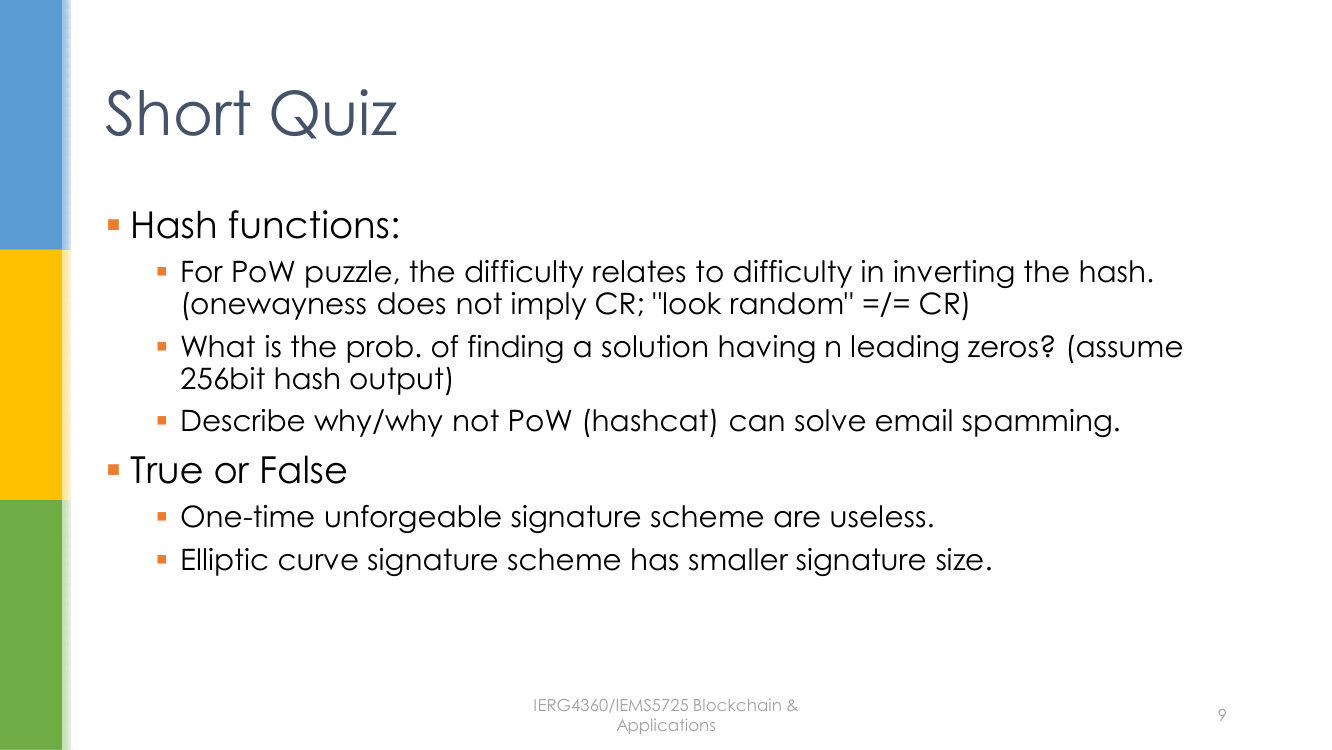 Short Quiz
Hash functions:
For PoW puzzle, the difficulty relates to difficulty in inverting the hash.
(onewayness does not imply CR; "look random" =/= CR)
What is the prob. of finding a solution having n leading zeros? (assume
256bit hash output)
Describe why/why not PoW (hashcat) can solve email spamming.
True or False
One-time unforgeable signature scheme are useless.
Elliptic curve signature scheme has smaller signature size.
IERG4360/IEMS5725 Blockchain &
Applications
9